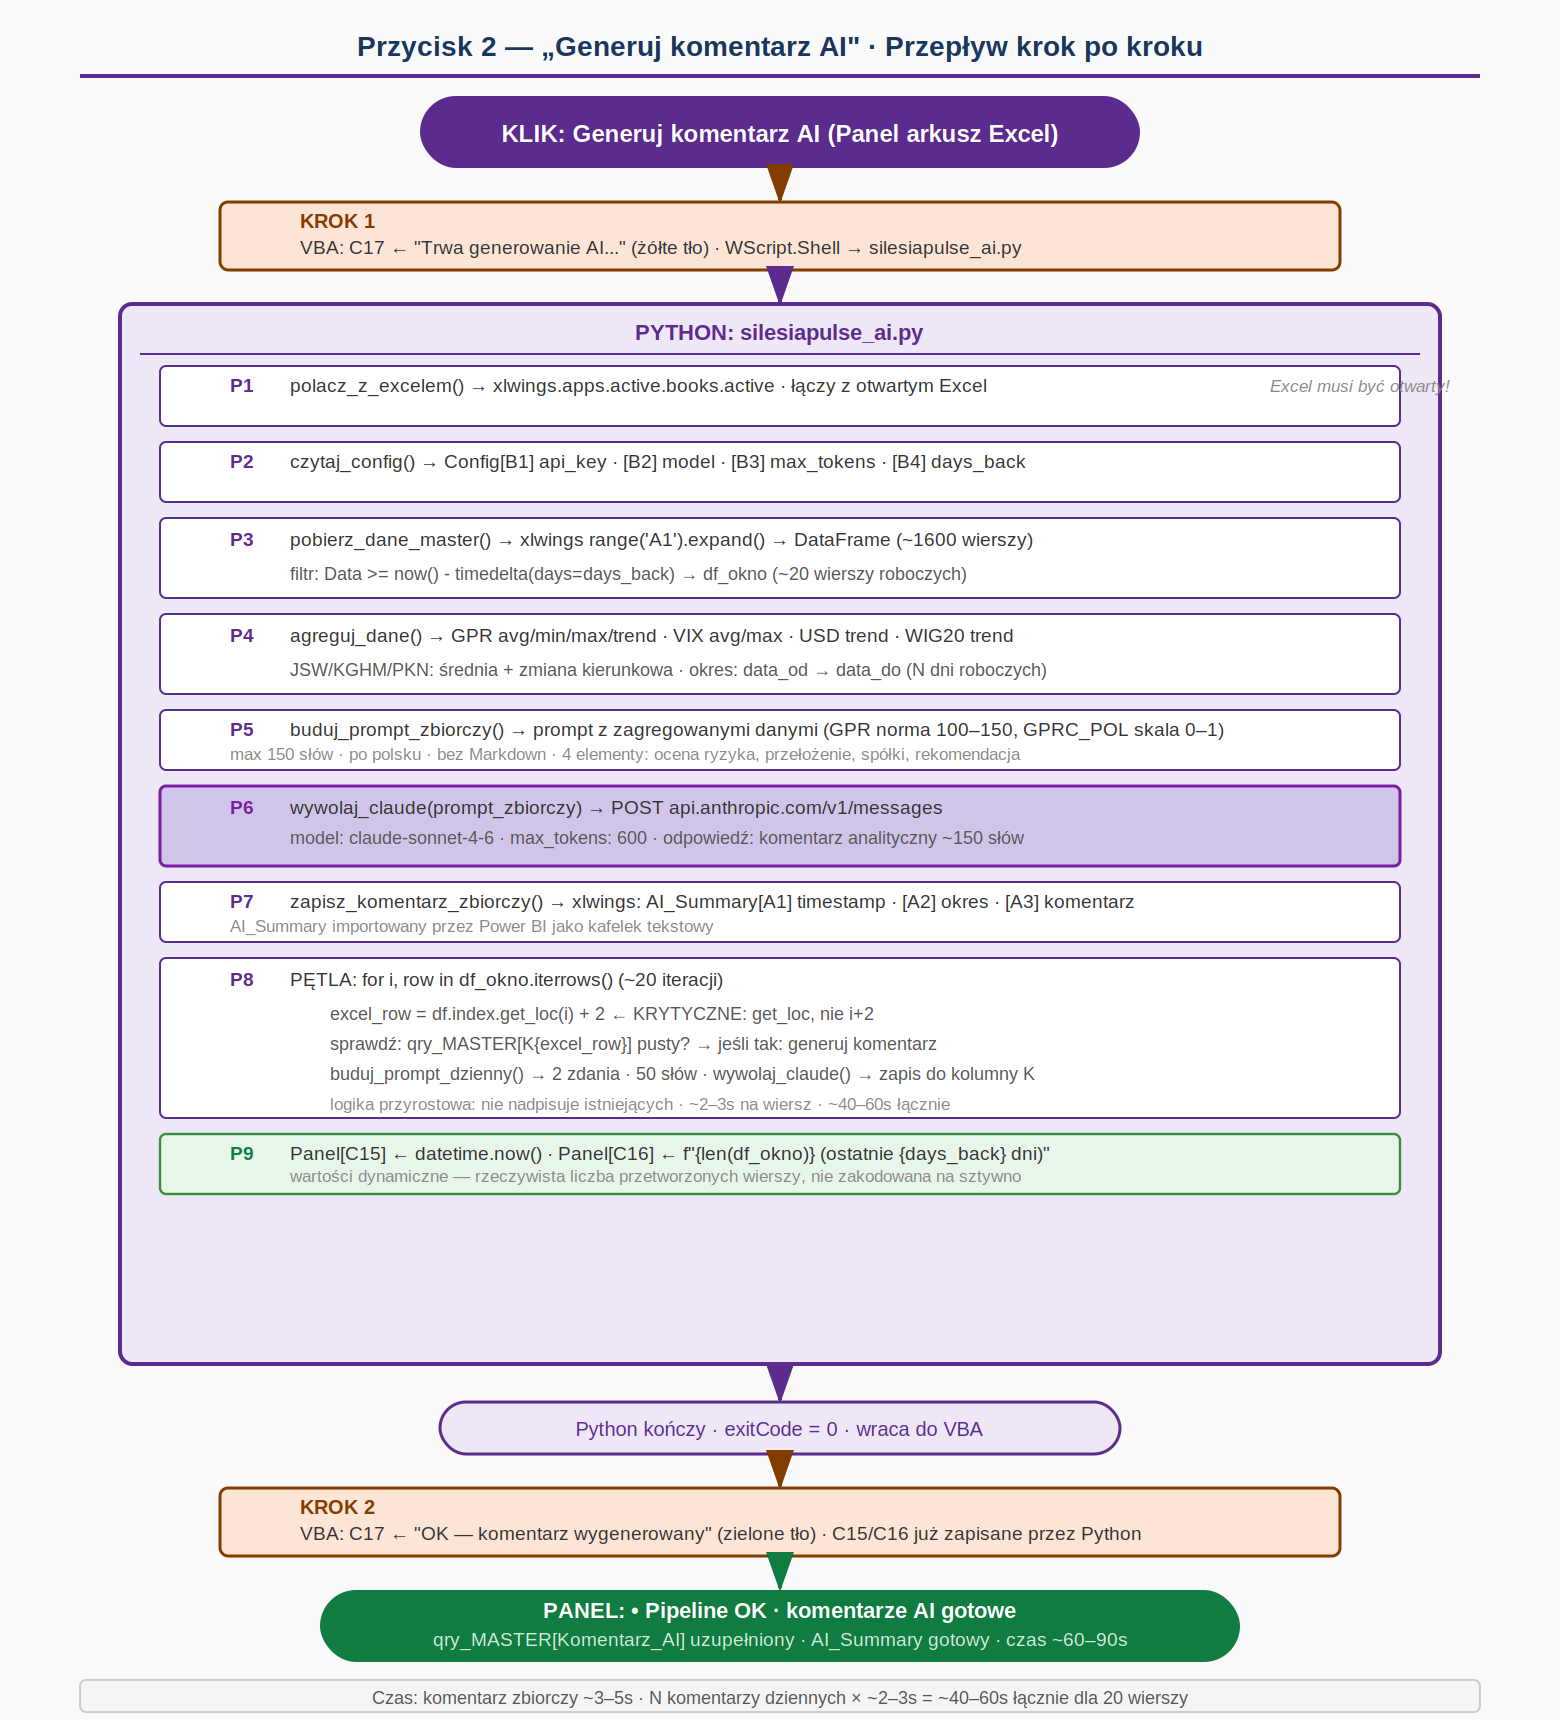 Przycisk 2 — „Generuj komentarz AI" · Przepływ krok po kroku
KLIK: Generuj komentarz AI (Panel arkusz Excel)
KROK 1
VBA: C17 ← "Trwa generowanie AI..." (żółte tło) · WScript.Shell → silesiapulse_ai.py
PYTHON: silesiapulse_ai.py
P1 polacz_z_excelem() → xlwings.apps.active.books.active · łączy z otwartym Excel Excel musi być otwarty!
P2 czytaj_config() → Config[B1] api_key · [B2] model · [B3] max_tokens · [B4] days_back
P3 pobierz_dane_master() → xlwings range('A1').expand() → DataFrame (~1600 wierszy)
filtr: Data >= now() - timedelta(days=days_back) → df_okno (~20 wierszy roboczych)
P4 agreguj_dane() → GPR avg/min/max/trend · VIX avg/max · USD trend · WIG20 trend
JSW/KGHM/PKN: średnia + zmiana kierunkowa · okres: data_od → data_do (N dni roboczych)
P5 buduj_prompt_zbiorczy() → prompt z zagregowanymi danymi (GPR norma 100–150, GPRC_POL skala 0–1)
max 150 słów · po polsku · bez Markdown · 4 elementy: ocena ryzyka, przełożenie, spółki, rekomendacja
P6 wywolaj_claude(prompt_zbiorczy) → POST api.anthropic.com/v1/messages
model: claude-sonnet-4-6 · max_tokens: 600 · odpowiedź: komentarz analityczny ~150 słów
P7 zapisz_komentarz_zbiorczy() → xlwings: AI_Summary[A1] timestamp · [A2] okres · [A3] komentarz
AI_Summary importowany przez Power BI jako kafelek tekstowy
P8 PĘTLA: for i, row in df_okno.iterrows() (~20 iteracji)
excel_row = df.index.get_loc(i) + 2 ← KRYTYCZNE: get_loc, nie i+2
sprawdź: qry_MASTER[K{excel_row}] pusty? → jeśli tak: generuj komentarz
buduj_prompt_dzienny() → 2 zdania · 50 słów · wywolaj_claude() → zapis do kolumny K
logika przyrostowa: nie nadpisuje istniejących · ~2–3s na wiersz · ~40–60s łącznie
P9 Panel[C15] ← datetime.now() · Panel[C16] ← f"{len(df_okno)} (ostatnie {days_back} dni)"
wartości dynamiczne — rzeczywista liczba przetworzonych wierszy, nie zakodowana na sztywno
Python kończy · exitCode = 0 · wraca do VBA
KROK 2
VBA: C17 ← "OK — komentarz wygenerowany" (zielone tło) · C15/C16 już zapisane przez Python
PANEL: • Pipeline OK · komentarze AI gotowe
qry_MASTER[Komentarz_AI] uzupełniony · AI_Summary gotowy · czas ~60–90s
Czas: komentarz zbiorczy ~3–5s · N komentarzy dziennych × ~2–3s = ~40–60s łącznie dla 20 wierszy